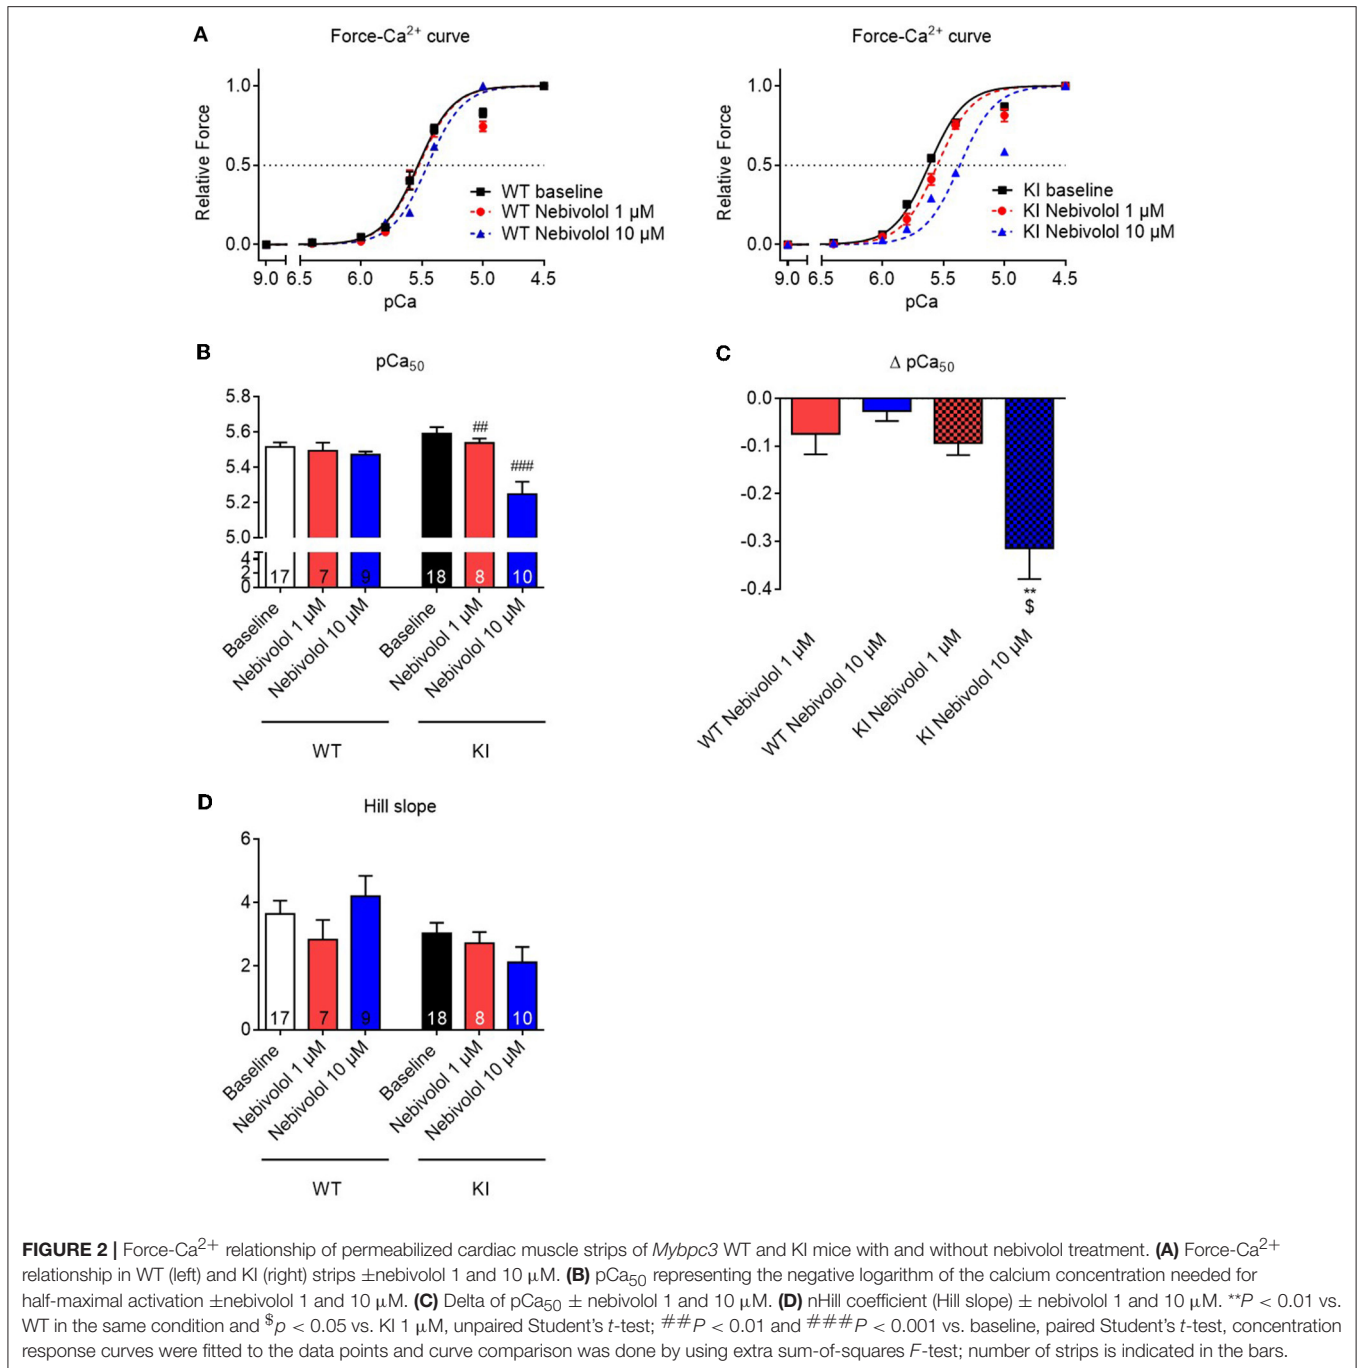 A
Force-Ca2+ curve
Relative Force
1.0
0.5
0.0
9.0 6.5 6.0 5.5 5.0 4.5
pCa
WT baseline
WT Nebivolol 1 µM
WT Nebivolol 10 µM
Force-Ca2+ curve
Relative Force
1.0
0.5
0.0
9.0 6.5 6.0 5.5 5.0 4.5
pCa
KI baseline
KI Nebivolol 1 µM
KI Nebivolol 10 µM
B
pCa50
5.8
5.6
5.4
5.2
5.0
4
2
0
## 
###
17 7 9 18 8 10
Baseline
Nebivolol 1 µM
Nebivolol 10 µM
Baseline
Nebivolol 1 µM
Nebivolol 10 µM
WT KI
C
Δ pCa50
0.0
-0.1
-0.2
-0.3
-0.4
**
$
WT Nebivolol 1 µM
WT Nebivolol 10 µM
KI Nebivolol 1 µM
KI Nebivolol 10 µM
D
Hill slope
6
4
2
0
17 7 9 18 8 10
Baseline
Nebivolol 1 µM
Nebivolol 10 µM
Baseline
Nebivolol 1 µM
Nebivolol 10 µM
WT KI
FIGURE 2 | Force-Ca2+ relationship of permeabilized cardiac muscle strips of Mybpc3 WT and KI mice with and without nebivolol treatment. (A) Force-Ca2+
relationship in WT (left) and KI (right) strips ±nebivolol 1 and 10 µM. (B) pCa50 representing the negative logarithm of the calcium concentration needed for
half-maximal activation ±nebivolol 1 and 10 µM. (C) Delta of pCa50 ± nebivolol 1 and 10 µM. (D) nHill coefficient (Hill slope) ± nebivolol 1 and 10 µM. **P < 0.01 vs.
WT in the same condition and $p < 0.05 vs. KI 1 µM, unpaired Student's t-test; ##P < 0.01 and ###P < 0.001 vs. baseline, paired Student's t-test, concentration
response curves were fitted to the data points and curve comparison was done by using extra sum-of-squares F-test; number of strips is indicated in the bars.